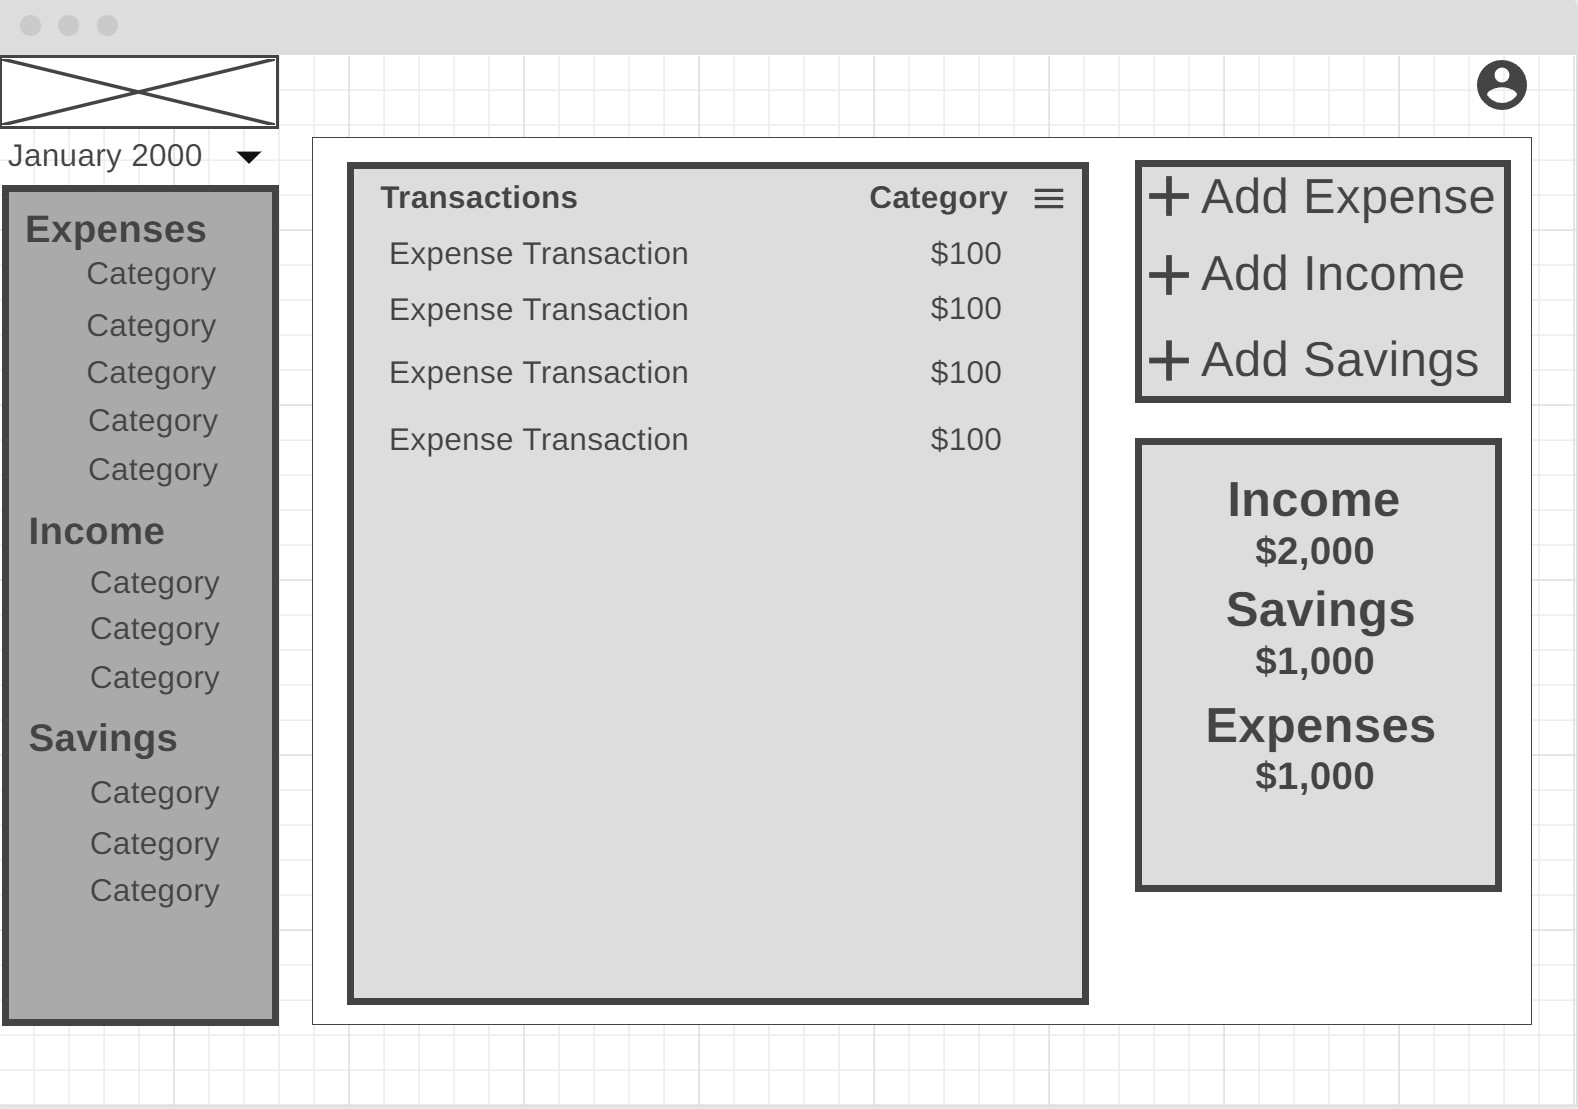 January 2000
Expenses
Category
Category
Category
Category
Category
Income
Category
Category
Category
Savings
Category
Category
Category
Transactions Category
Expense Transaction $100
Expense Transaction $100
Expense Transaction $100
Expense Transaction $100
Add Expense
Add Income
Add Savings
Income
$2,000
Savings
$1,000
Expenses
$1,000